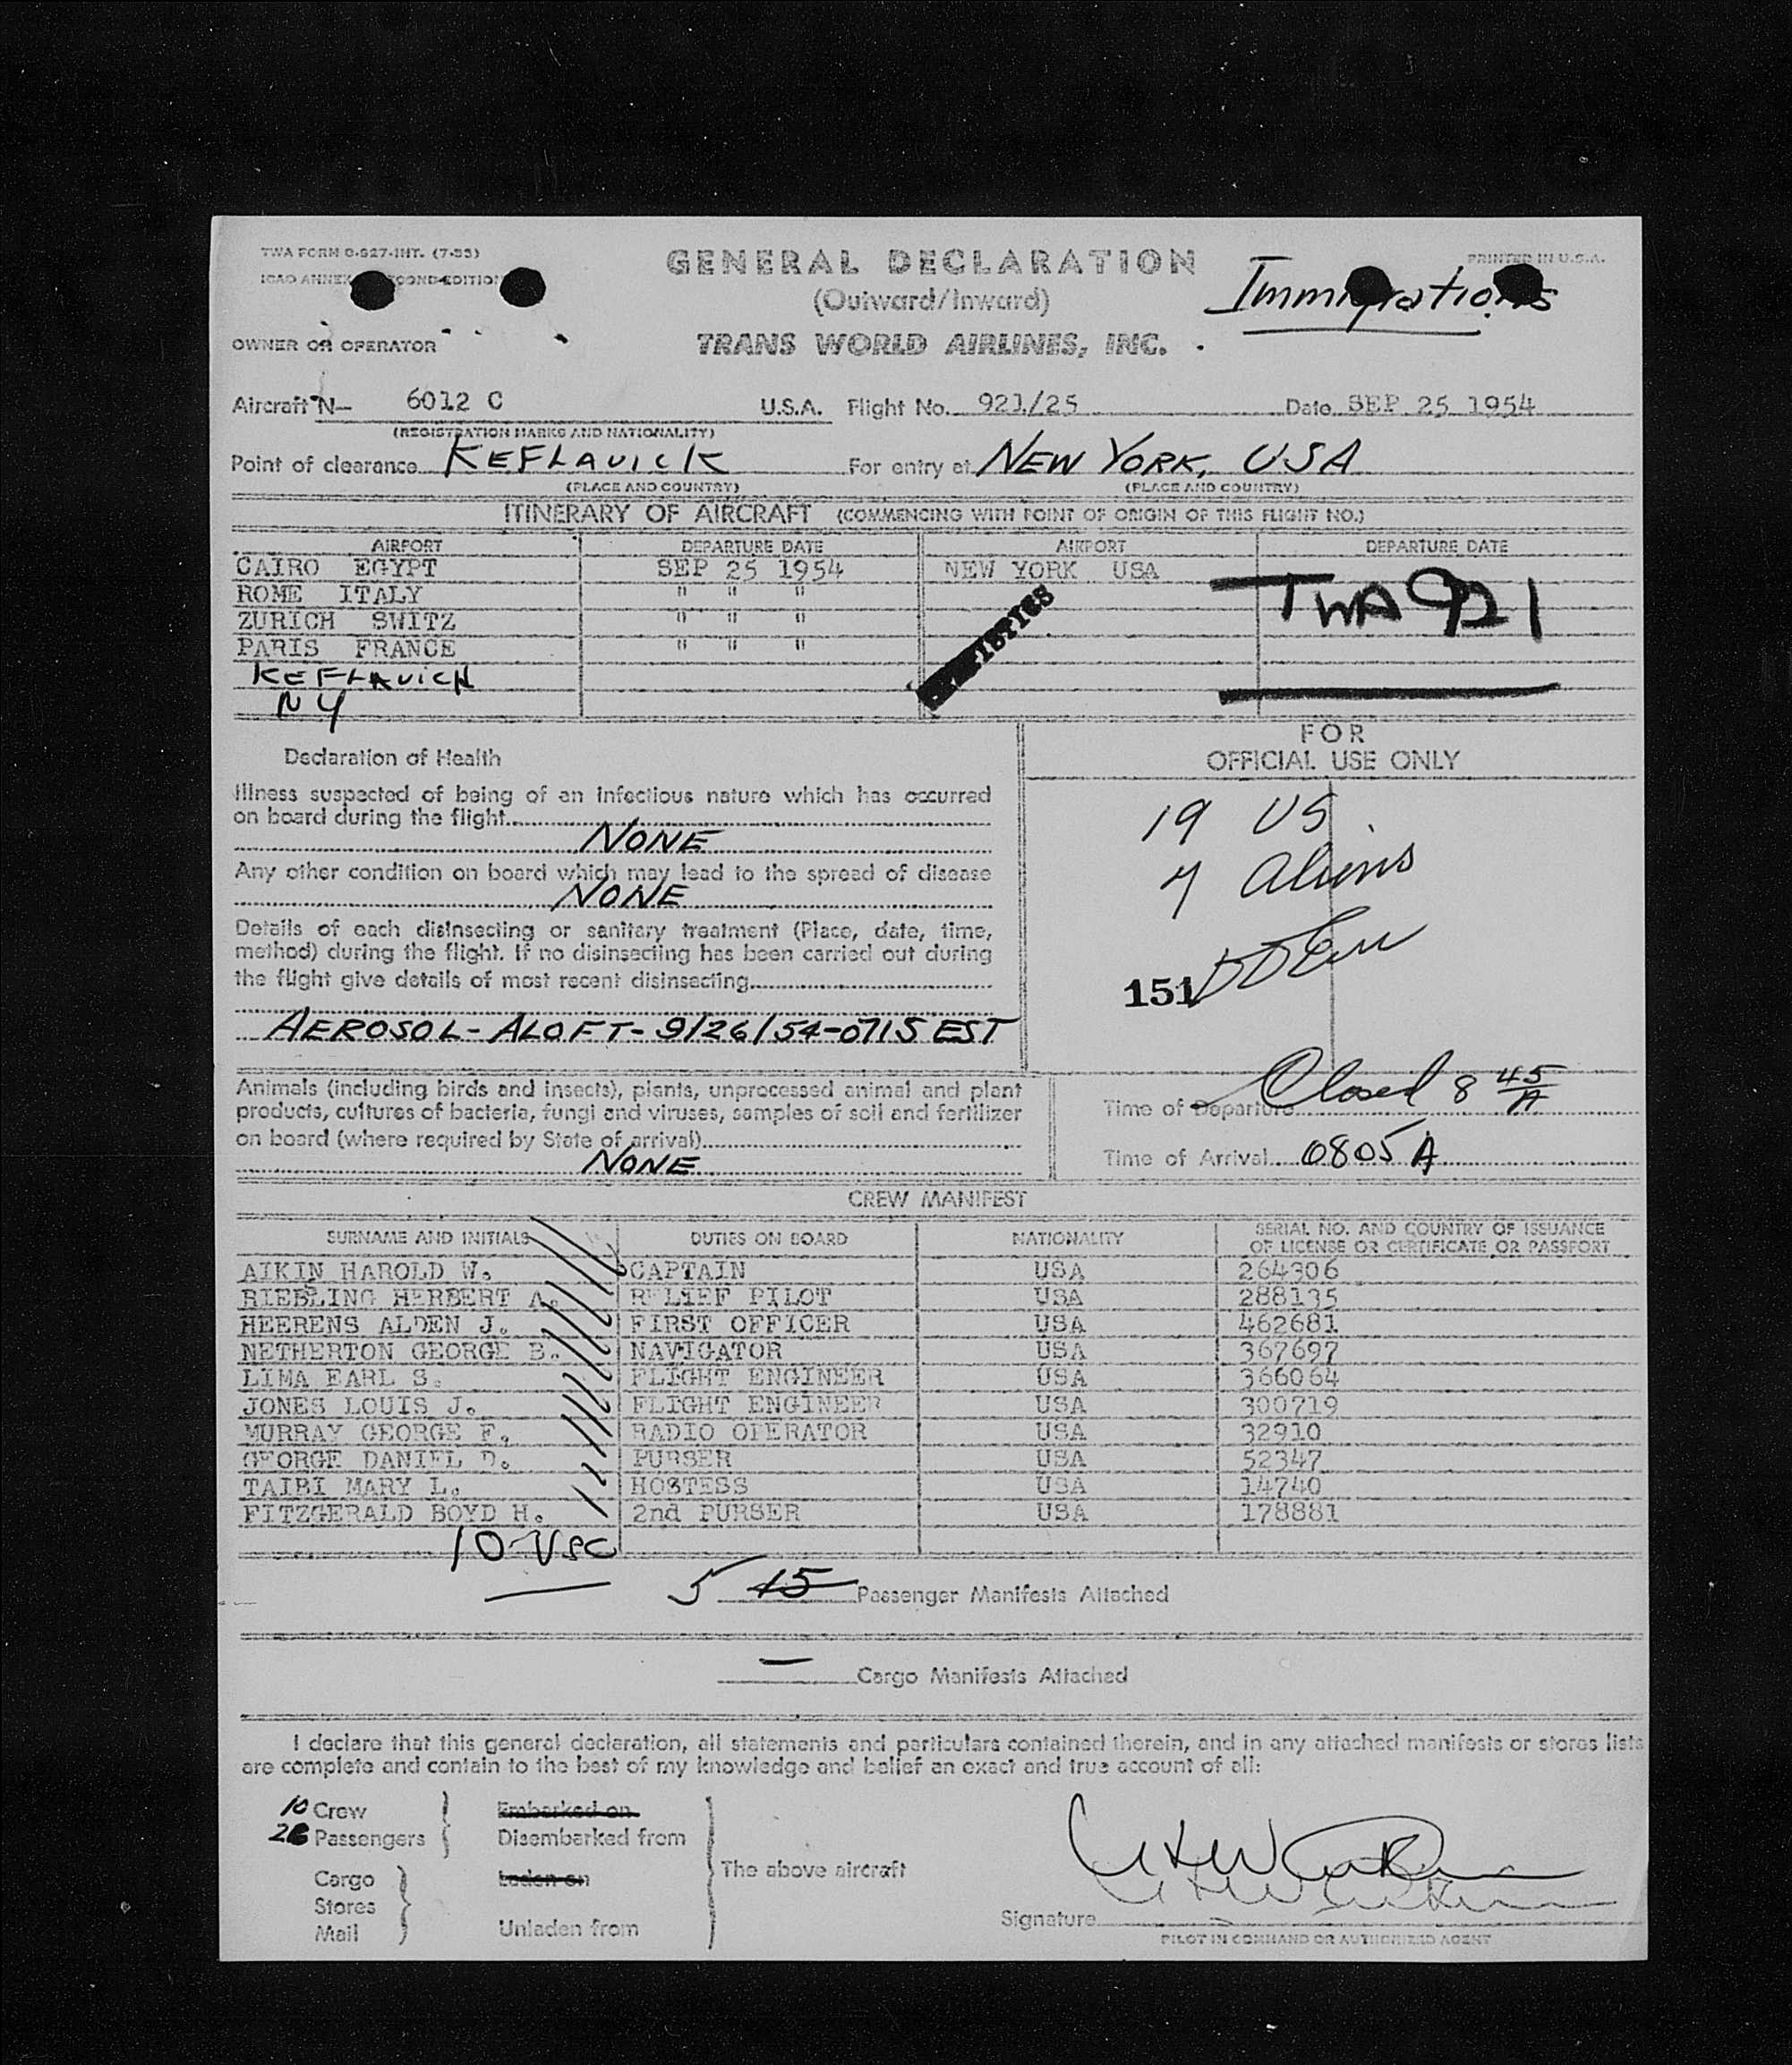 TWA FORM O-927-INT. (7-53)
PRINTED IN U.S.A.
GENERAL DECLARATION
ICAO ANNEX SECOND EDITION
Immigrations
(Outward/Inward)
OWNER OR OPERATOR
TRANS WORLD AIRLINES, INC.
Aircraft N— 6012 C U.S.A. Flight No. 921/25 Date SEP 25 1954
(REGISTRATION MARKS AND NATIONALITY)
Point of clearance KEFLAVICK For entry at NEW YORK, USA
(PLACE AND COUNTRY) (PLACE AND COUNTRY)
ITINERARY OF AIRCRAFT (COMMENCING WITH POINT OF ORIGIN OF THIS FLIGHT NO.)
AIRPORT DEPARTURE DATE AIRPORT DEPARTURE DATE
CAIRO EGYPT SEP 25 1954 NEW YORK USA
ROME ITALY " " "
TWA 921
ZURICH SWITZ " " "
PARIS FRANCE " " "
KEFLAVICK
NY
Declaration of Health
FOR
OFFICIAL USE ONLY
Illness suspected of being of an infectious nature which has occurred
on board during the flight
NONE
19 US
Any other condition on board which may lead to the spread of disease
NONE
7 Aliens
Details of each disinsecting or sanitary treatment (Place, date, time,
method) during the flight. If no disinsecting has been carried out during
the flight give details of most recent disinsecting
151
AEROSOL - ALOFT - 9/26/54 - 0715 EST
Animals (including birds and insects), plants, unprocessed animal and plant
products, cultures of bacteria, fungi and viruses, samples of soil and fertilizer
on board (where required by State of arrival)
NONE
Time of Departure Closed 8 45 A
Time of Arrival 0805 A
CREW MANIFEST
SURNAME AND INITIALS DUTIES ON BOARD NATIONALITY SERIAL NO. AND COUNTRY OF ISSUANCE
OF LICENSE OR CERTIFICATE OR PASSPORT
AIKIN HAROLD W. CAPTAIN USA 264306
RIEBLING HERBERT A. RELIEF PILOT USA 288135
HEERENS ALDEN J. FIRST OFFICER USA 462681
NETHERTON GEORGE B. NAVIGATOR USA 367697
LIMA EARL S. FLIGHT ENGINEER USA 366064
JONES LOUIS J. FLIGHT ENGINEER USA 300719
MURRAY GEORGE F. RADIO OPERATOR USA 32910
GEORGE DANIEL D. PURSER USA 52347
TAIBI MARY L. HOSTESS USA 14740
FITZGERALD BOYD H. 2nd PURSER USA 178881
10 USC
5 15 Passenger Manifests Attached
— Cargo Manifests Attached
I declare that this general declaration, all statements and particulars contained therein, and in any attached manifests or stores lists
are complete and contain to the best of my knowledge and belief an exact and true account of all:
10 Crew Embarked on
26 Passengers Disembarked from
The above aircraft
Cargo Laden on
Stores
Mail Unladen from
Signature
PILOT IN COMMAND OR AUTHORIZED AGENT